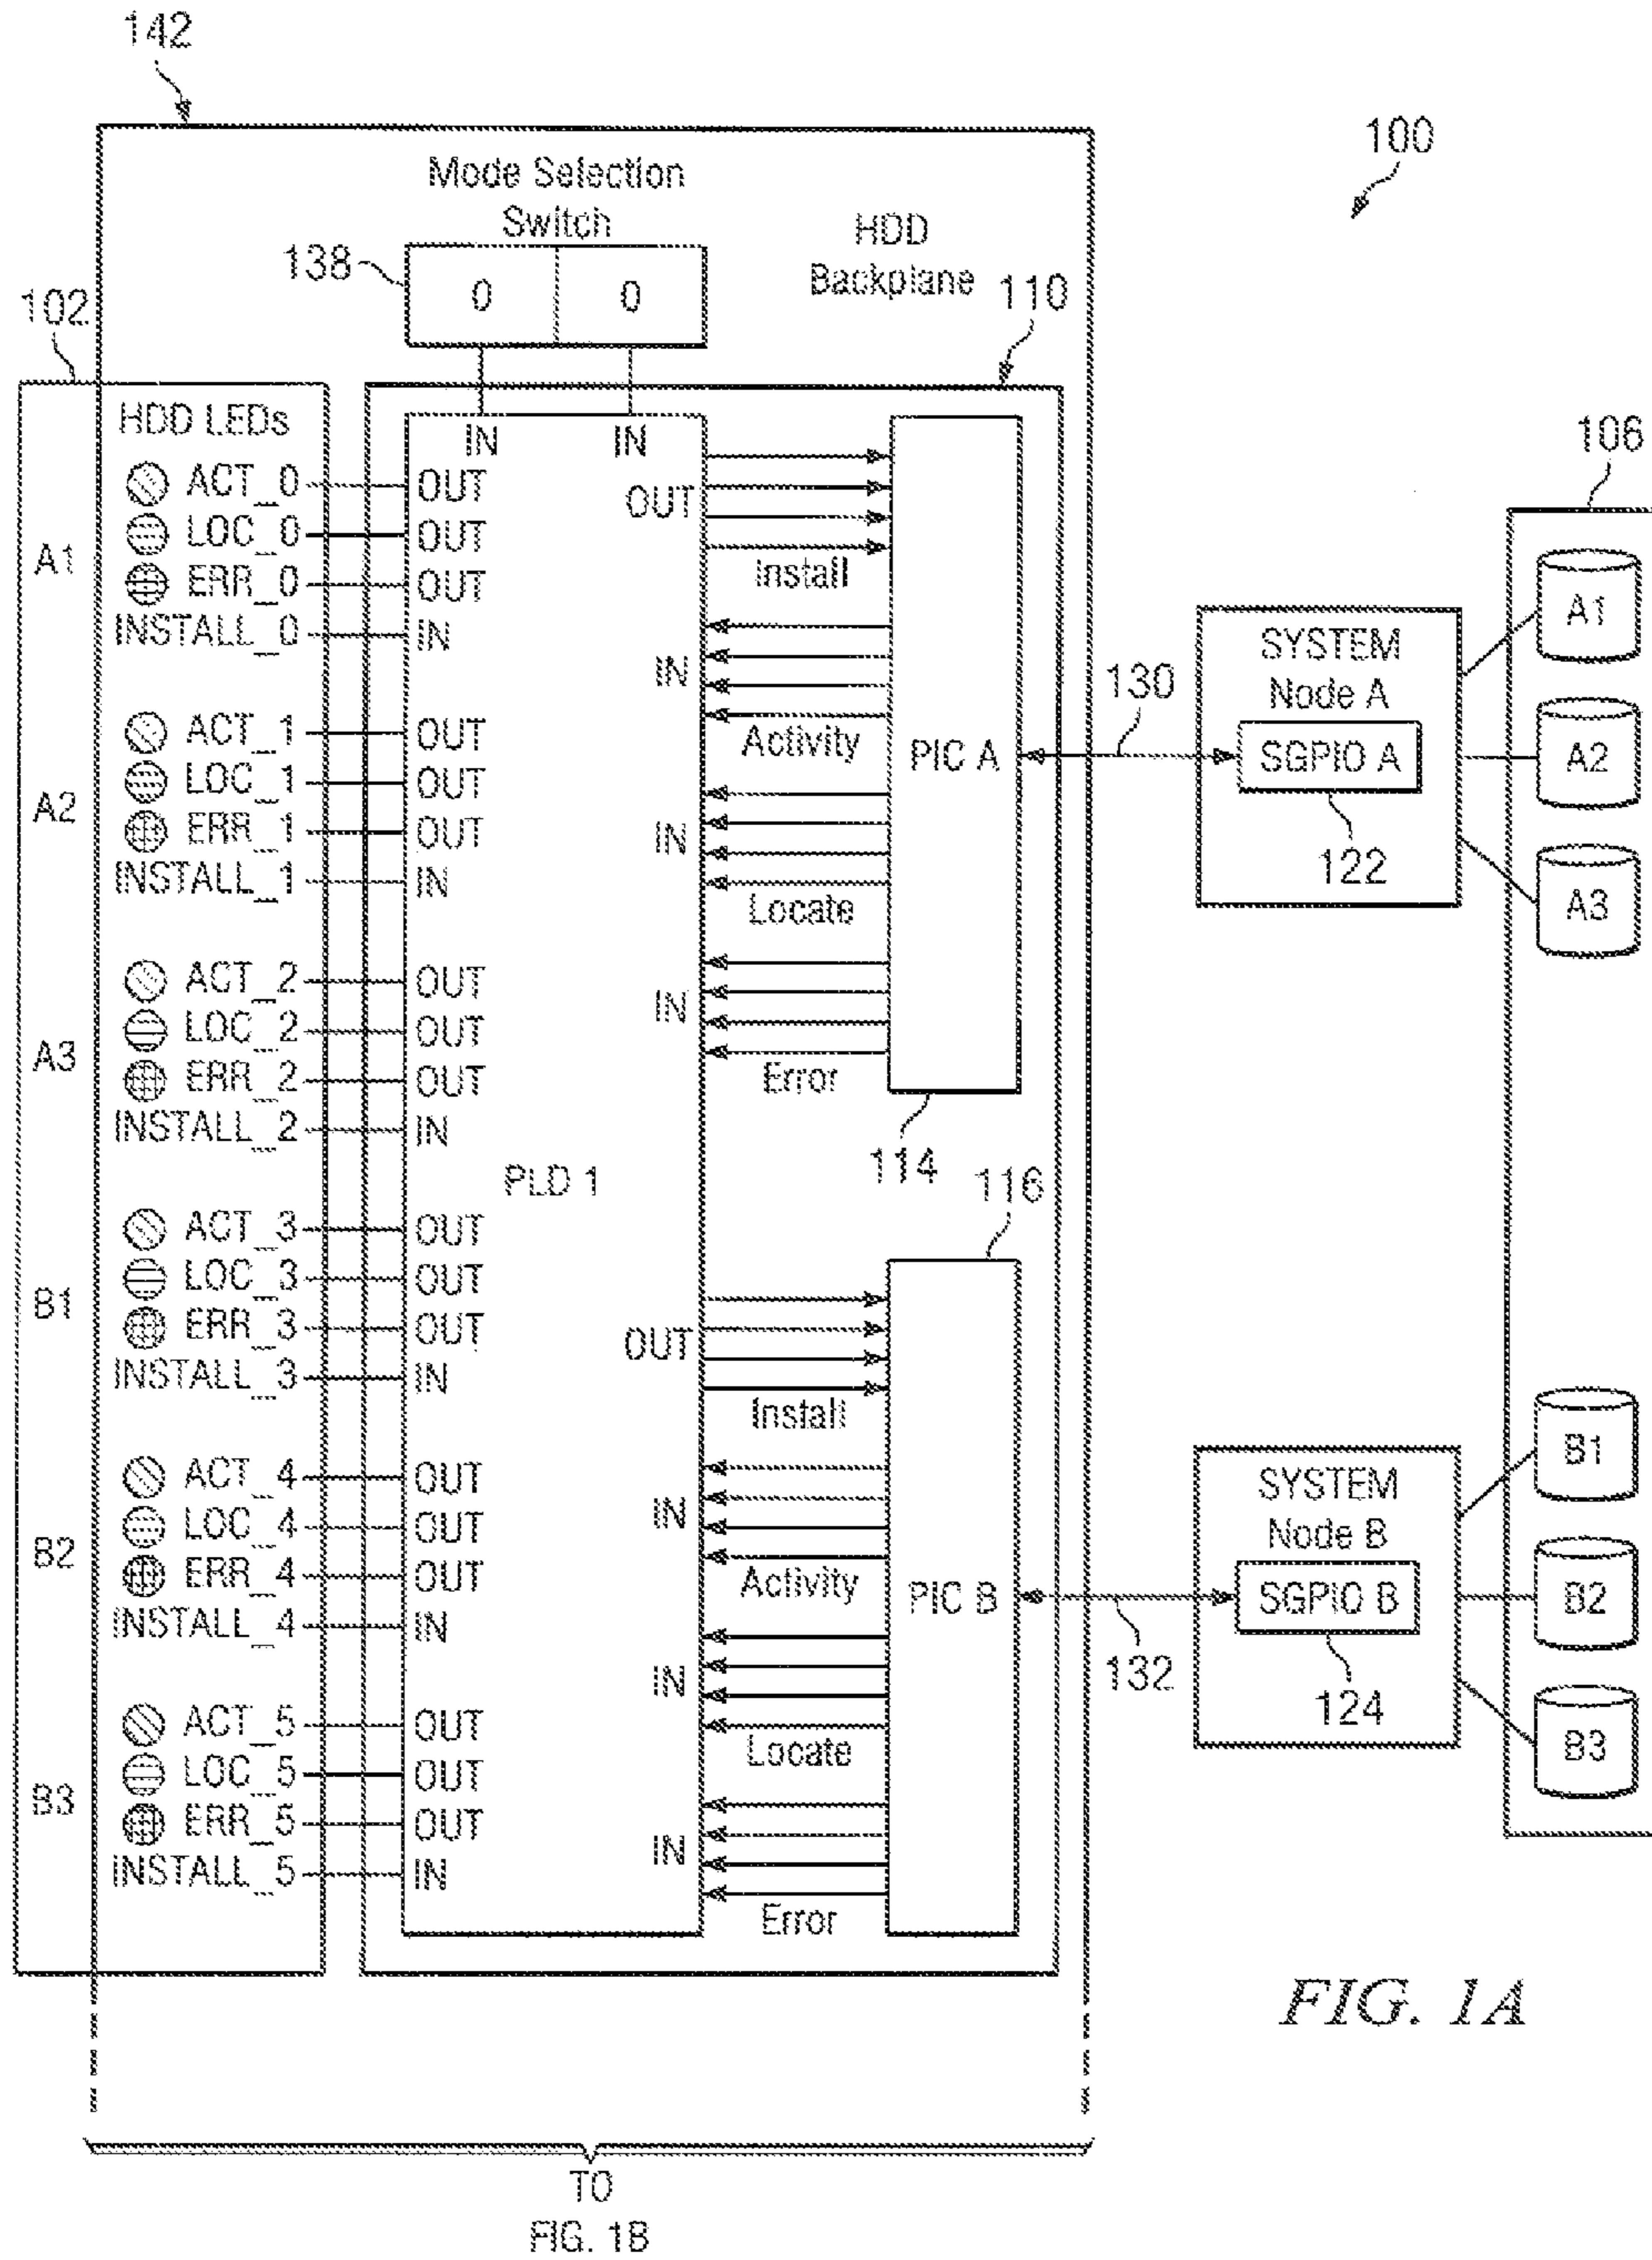 142
100
Mode Selection
Switch
HDD
Backplane
138
0 0
110
102
HDD LEDs
IN IN
106
A1
ACT_0 OUT
LOC_0 OUT
ERR_0 OUT
INSTALL_0 IN
A2
ACT_1 OUT
LOC_1 OUT
ERR_1 OUT
INSTALL_1 IN
A3
ACT_2 OUT
LOC_2 OUT
ERR_2 OUT
INSTALL_2 IN
PLD 1
B1
ACT_3 OUT
LOC_3 OUT
ERR_3 OUT
INSTALL_3 IN
B2
ACT_4 OUT
LOC_4 OUT
ERR_4 OUT
INSTALL_4 IN
B3
ACT_5 OUT
LOC_5 OUT
ERR_5 OUT
INSTALL_5 IN
OUT
Install
IN
Activity
IN
Locate
IN
Error
PIC A
114
116
OUT
Install
IN
Activity
IN
Locate
IN
Error
PIC B
130
SYSTEM
Node A
SGPIO A
122
A1
A2
A3
132
SYSTEM
Node B
SGPIO B
124
B1
B2
B3
FIG. 1A
TO
FIG. 1B